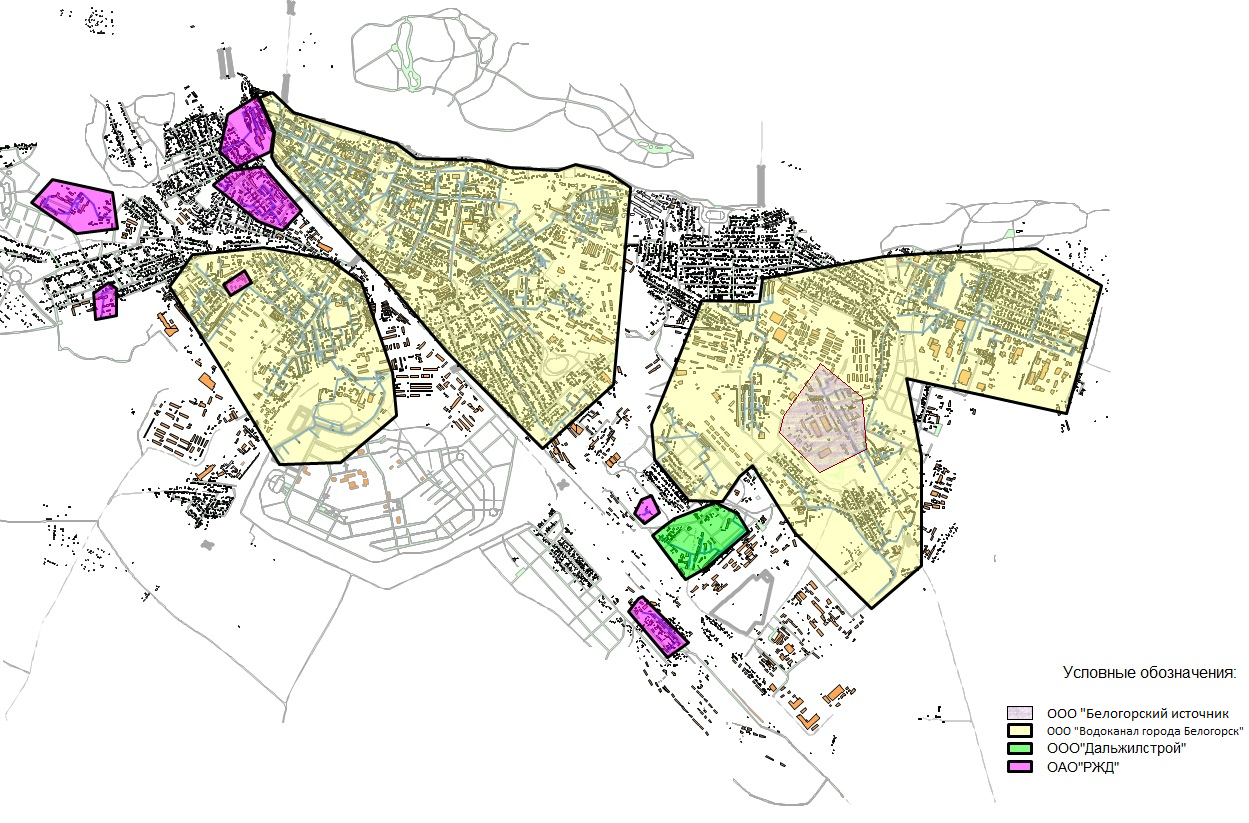 Условные обозначения:
ООО "Белогорский источник
ООО "Водоканал города Белогорск"
ООО"Дальжилстрой"
ОАО"РЖД"